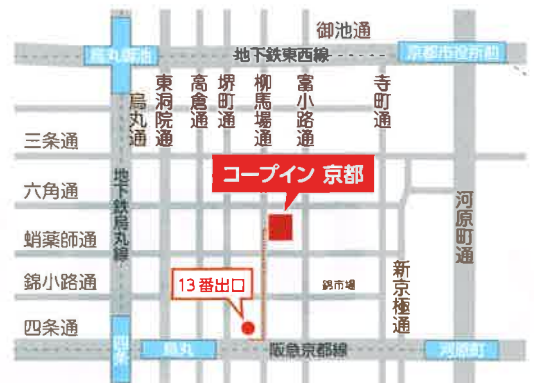 御池通
烏丸御池
地下鉄東西線
京都市役所前
烏丸通
東洞院通
高倉通
堺町通
柳馬場通
富小路通
寺町通
三条通
コープイン 京都
六角通
地下鉄烏丸線
河原町通
蛸薬師通
錦小路通
13番出口
錦市場
新京極通
四条通
四条
烏丸
阪急京都線
河原町